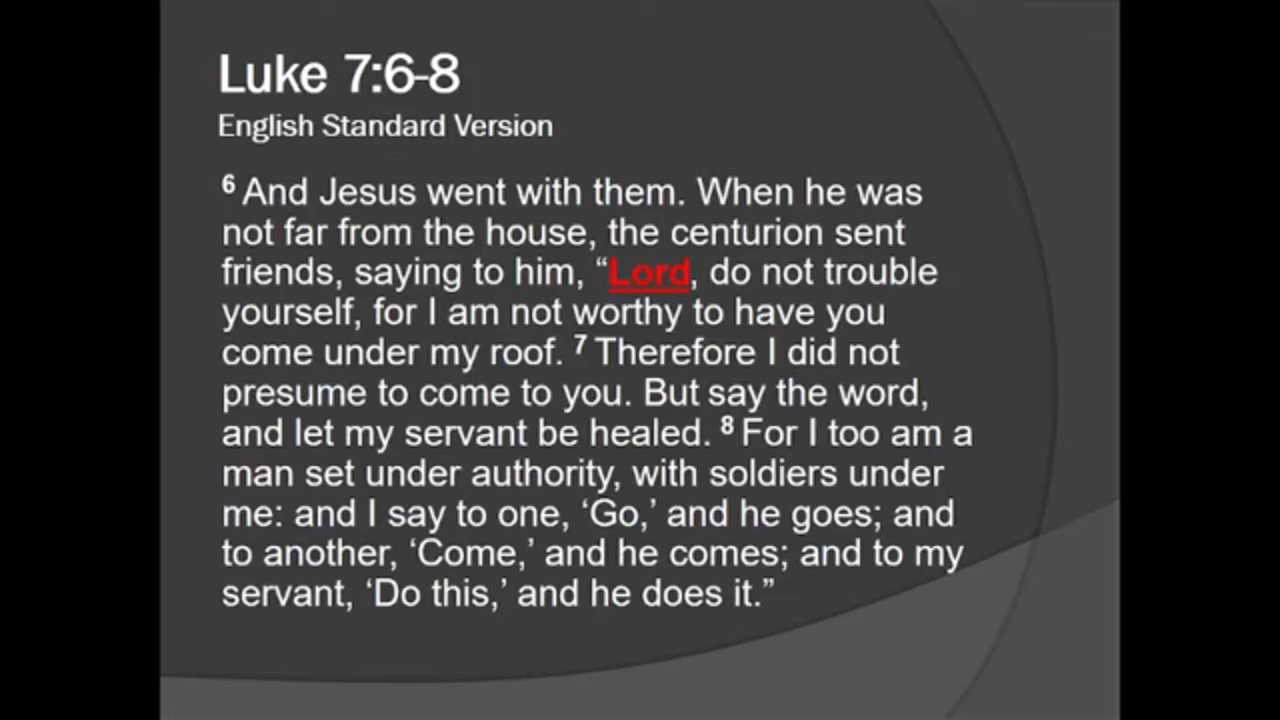 Luke 7:6-8
English Standard Version
6 And Jesus went with them. When he was
not far from the house, the centurion sent
friends, saying to him, “Lord, do not trouble
yourself, for I am not worthy to have you
come under my roof. 7 Therefore I did not
presume to come to you. But say the word,
and let my servant be healed. 8 For I too am a
man set under authority, with soldiers under
me: and I say to one, ‘Go,’ and he goes; and
to another, ‘Come,’ and he comes; and to my
servant, ‘Do this,’ and he does it.”